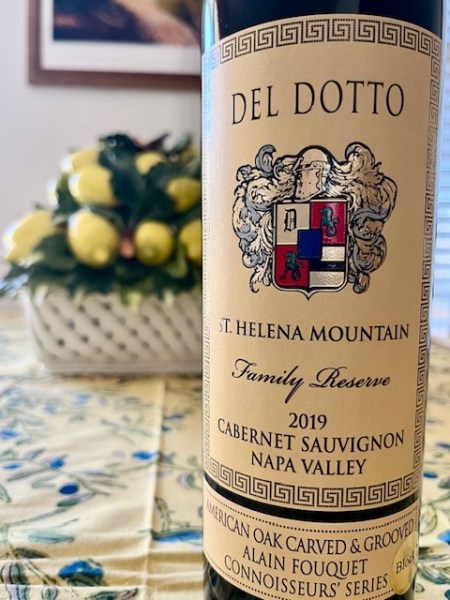 DEL DOTTO
D
ST. HELENA MOUNTAIN
Family Reserve
2019
CABERNET SAUVIGNON
NAPA VALLEY
AMERICAN OAK CARVED & GROOVED
ALAIN FOUQUET
CONNOISSEURS' SERIES